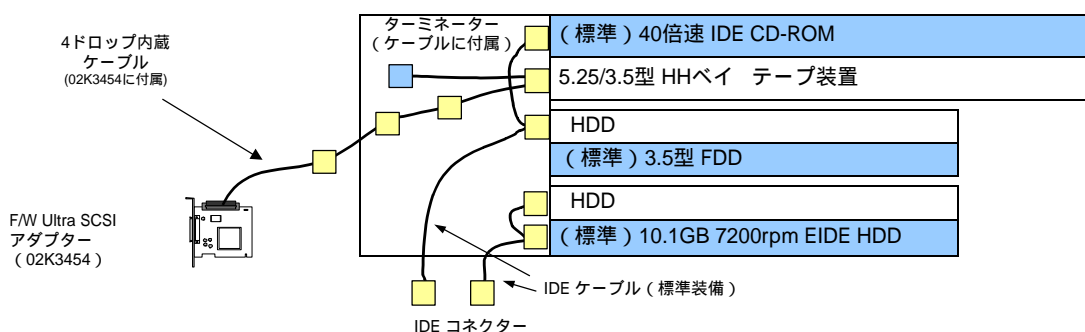 ターミネーター
(ケーブルに付属)
4ドロップ内蔵
ケーブル
(02K3454に付属)
(標準)40倍速 IDE CD-ROM
5.25/3.5型 HHベイ テープ装置
HDD
(標準)3.5型 FDD
HDD
(標準)10.1GB 7200rpm EIDE HDD
F/W Ultra SCSI
アダプター
(02K3454)
IDE ケーブル(標準装備)
IDE コネクター